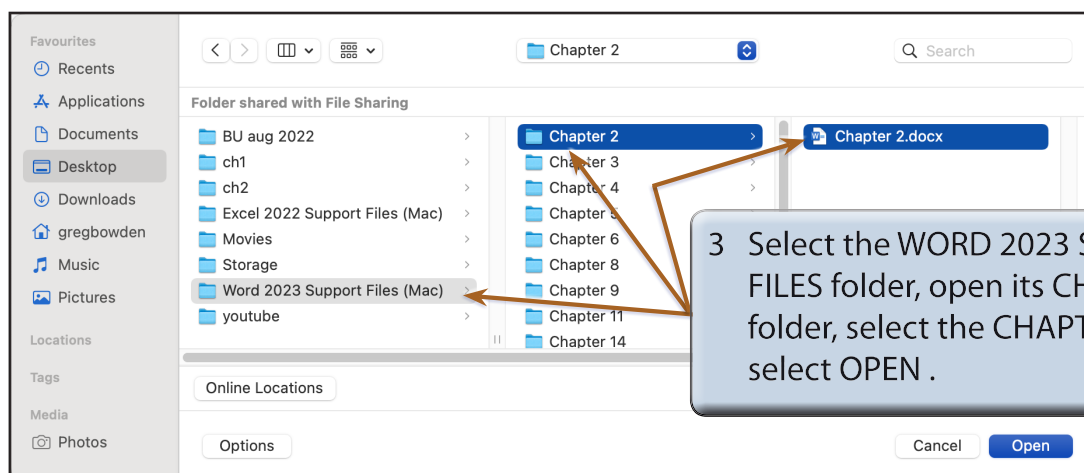 Favourites
Recents
Applications
Documents
Desktop
Downloads
gregbowden
Music
Pictures
Locations
Tags
Media
Photos
Chapter 2
Search
Folder shared with File Sharing
BU aug 2022
ch1
ch2
Excel 2022 Support Files (Mac)
Movies
Storage
Word 2023 Support Files (Mac)
youtube
Chapter 2
Chapter 3
Chapter 4
Chapter 5
Chapter 6
Chapter 8
Chapter 9
Chapter 11
Chapter 14
Chapter 2.docx
3 Select the WORD 2023 S
FILES folder, open its CH
folder, select the CHAPT
select OPEN .
Online Locations
Options
Cancel
Open